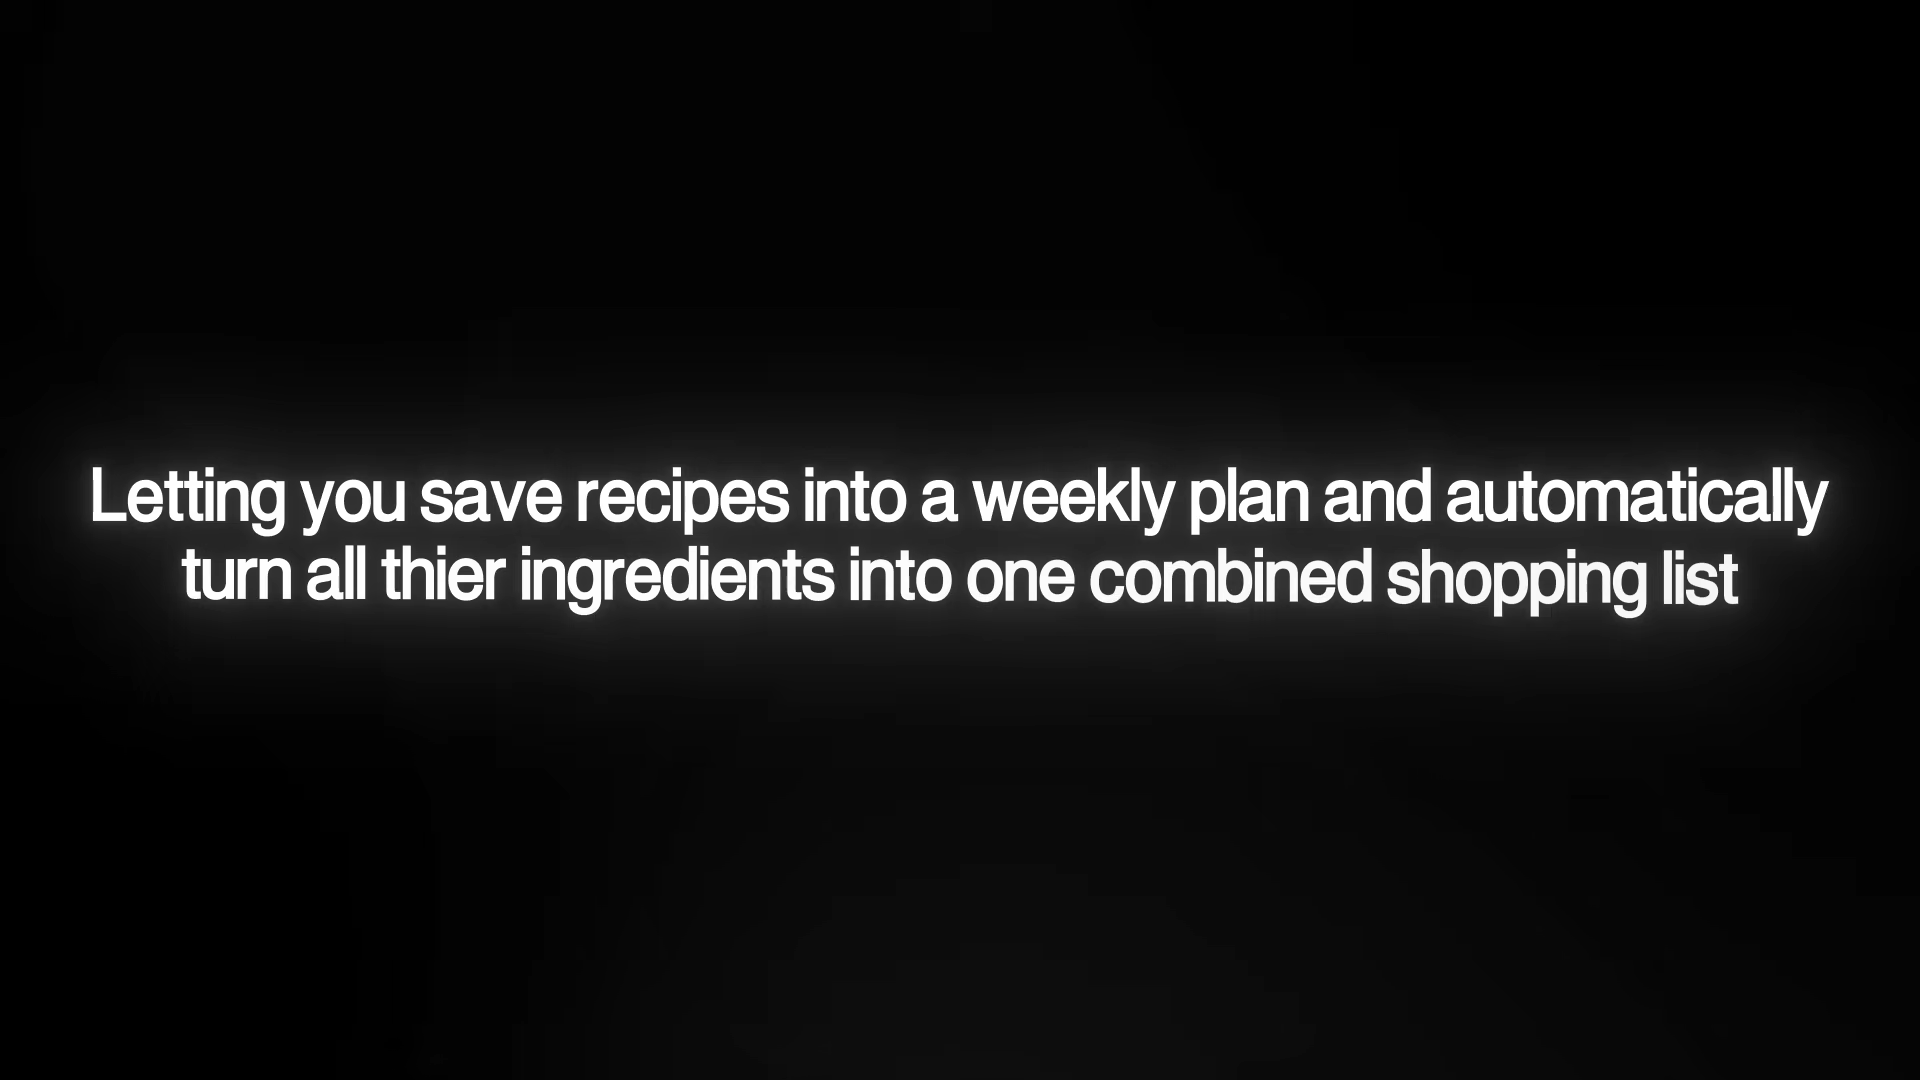 Letting you save recipes into a weekly plan and automatically
turn all thier ingredients into one combined shopping list